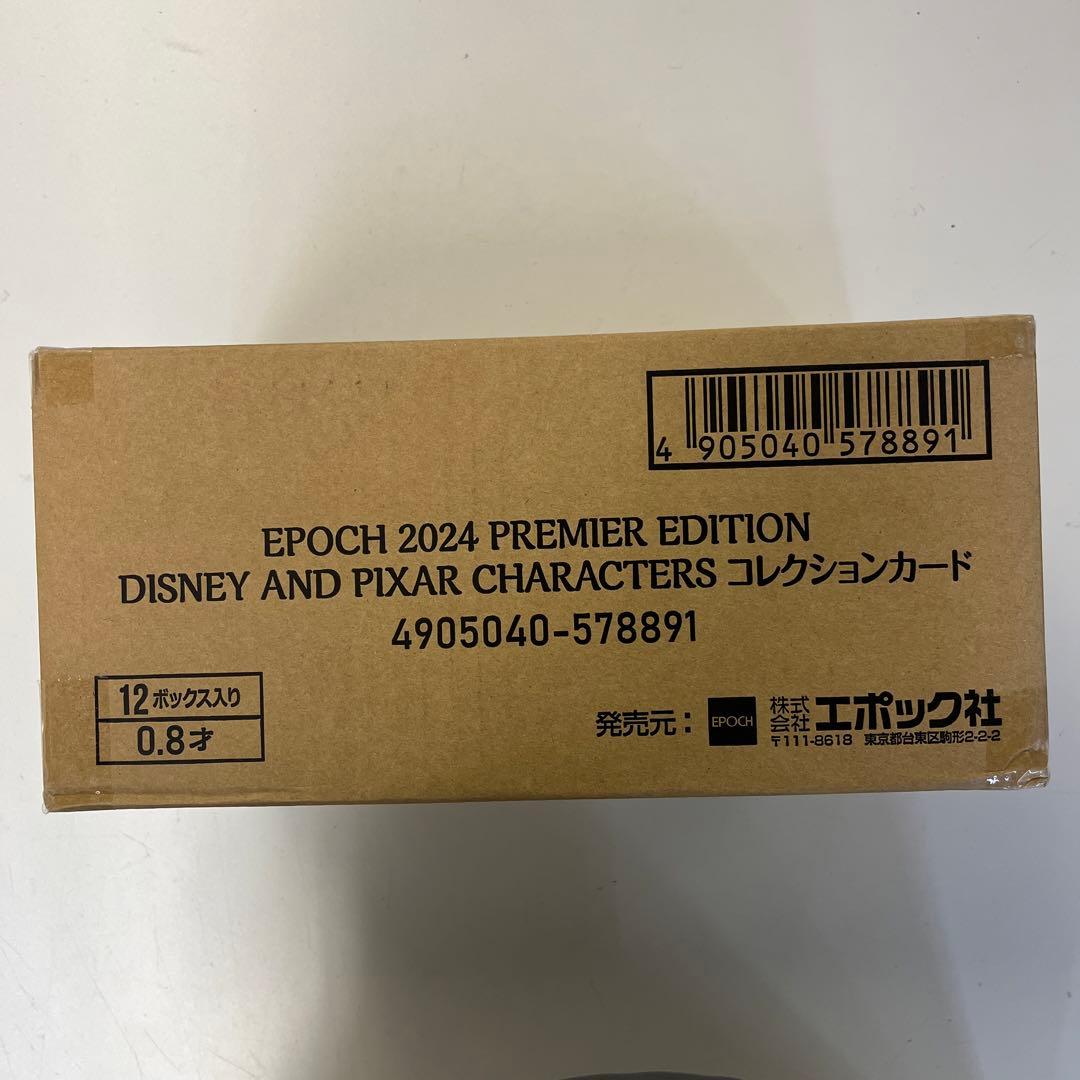 4 905040 578891
EPOCH 2024 PREMIER EDITION
DISNEY AND PIXAR CHARACTERS コレクションカード
4905040-578891
12ボックス入り
0.8才
発売元： EPOCH 株式会社 エポック社
〒111-8618 東京都台東区駒形2-2-2